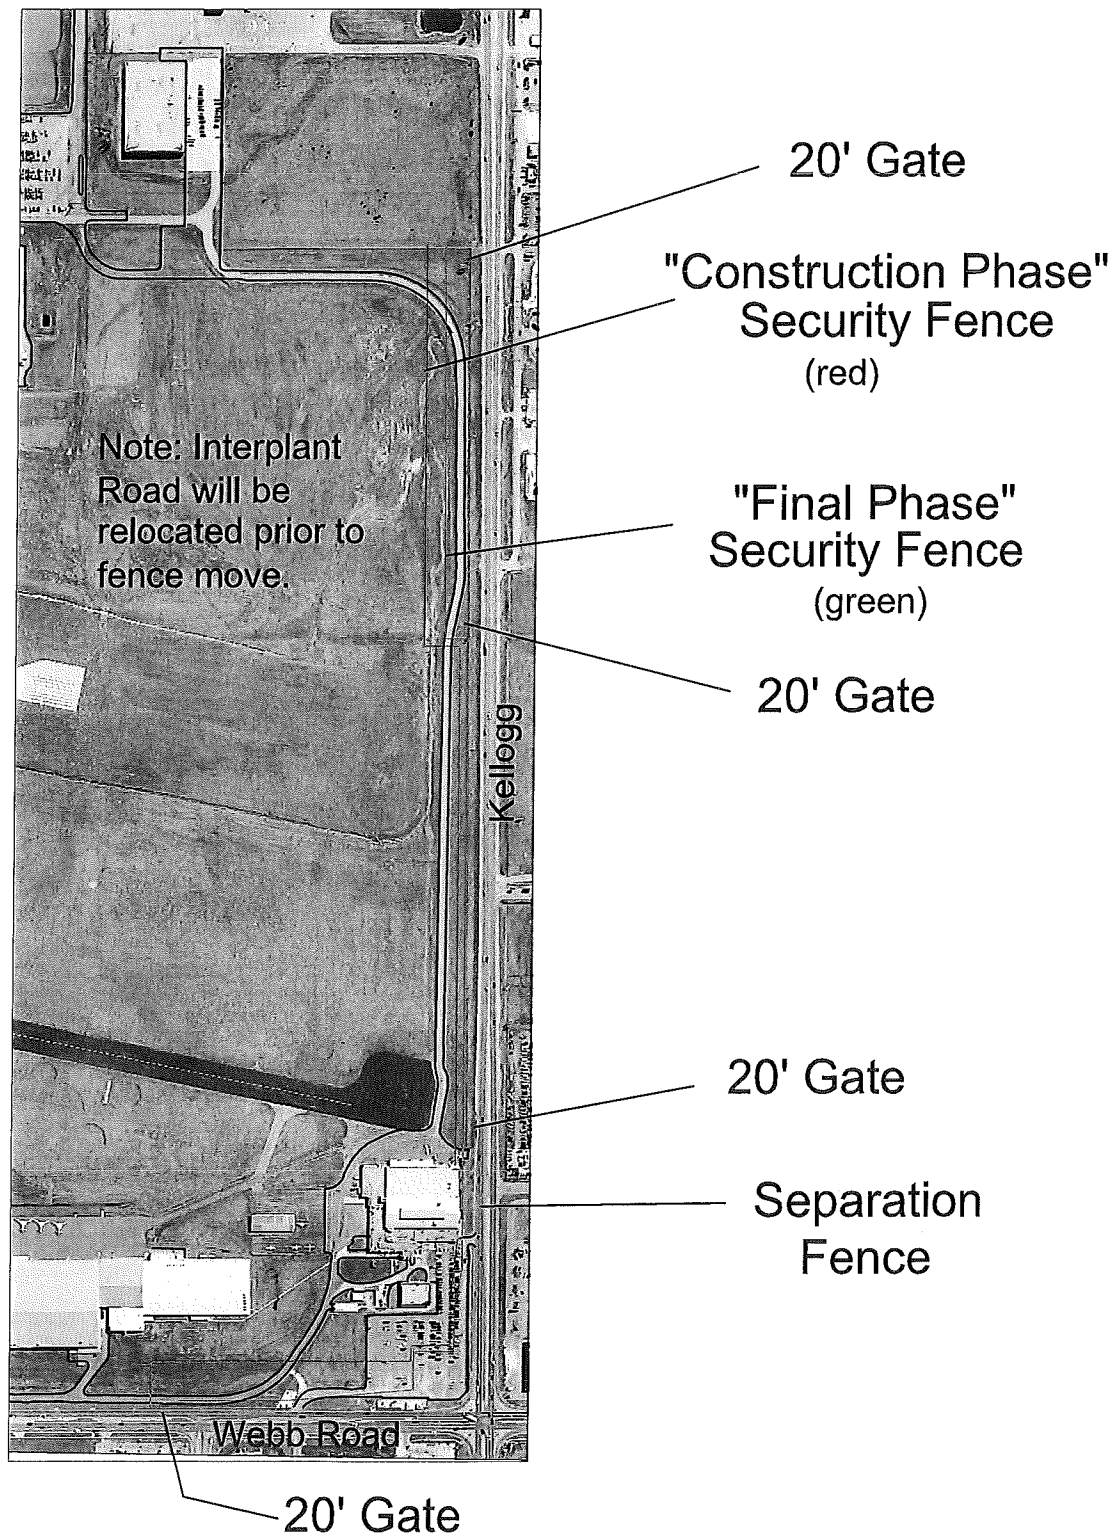 20' Gate
"Construction Phase"
Security Fence
(red)
Note: Interplant
Road will be
relocated prior to
fence move.
"Final Phase"
Security Fence
(green)
20' Gate
Kellogg
20' Gate
Separation
Fence
Webb Road
20' Gate